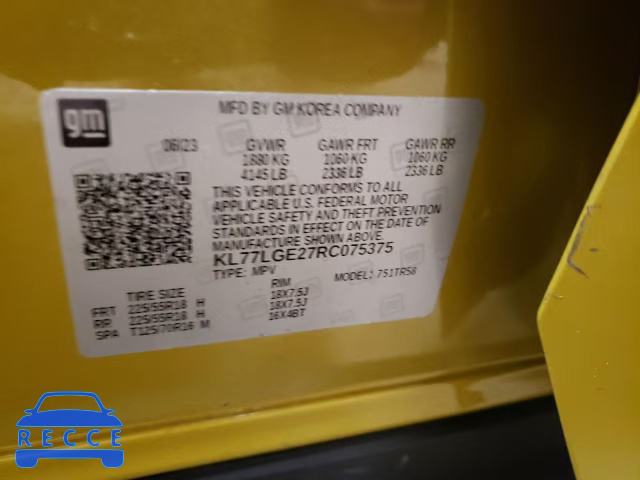 gm
MFD BY GM KOREA COMPANY
06/23 GVWR GAWR FRT GAWR RR
1880 KG 1060 KG 1060 KG
4145 LB 2336 LB 2336 LB
THIS VEHICLE CONFORMS TO ALL
APPLICABLE U.S. FEDERAL MOTOR
VEHICLE SAFETY AND THEFT PREVENTION
STANDARDS IN EFFECT ON THE DATE OF
MANUFACTURE SHOWN ABOVE.
KL77LGE27RC075375
TYPE: MPV MODEL: 751TR58
TIRE SIZE RIM
FRT 225/55R18 H 18X7.5J
RR 225/55R18 H 18X7.5J
SPA T125/70R16 M 16X4BT
RECCE